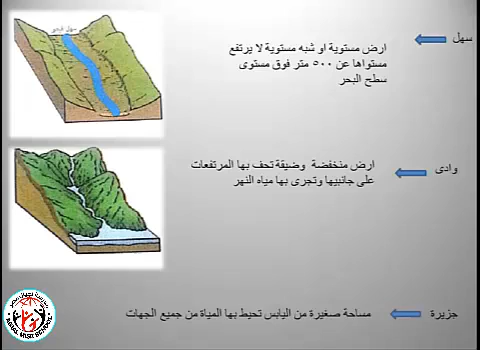 سهل
ارض مستوية او شبه مستوية لا يرتفع
مستواها عن ٥٠٠ متر فوق مستوى
سطح البحر
وادى
ارض منخفضة وضيقة تحف بها المرتفعات
على جانبيها وتجرى بها مياه النهر
جزيرة
مساحة صغيرة من اليابس تحيط بها المياة من جميع الجهات